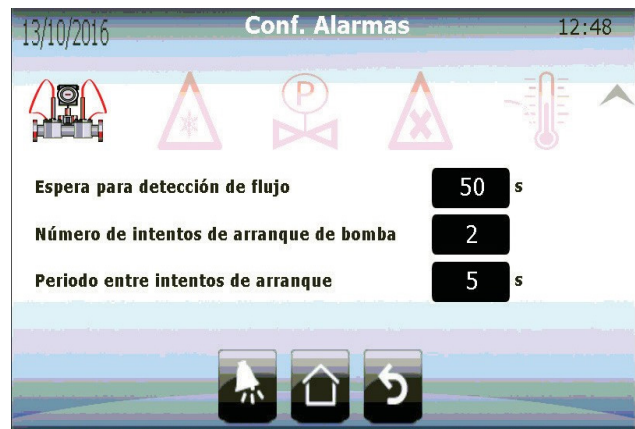 13/10/2016 Conf. Alarmas 12:48
P
Espera para detección de flujo 50 s
Número de intentos de arranque de bomba 2
Periodo entre intentos de arranque 5 s